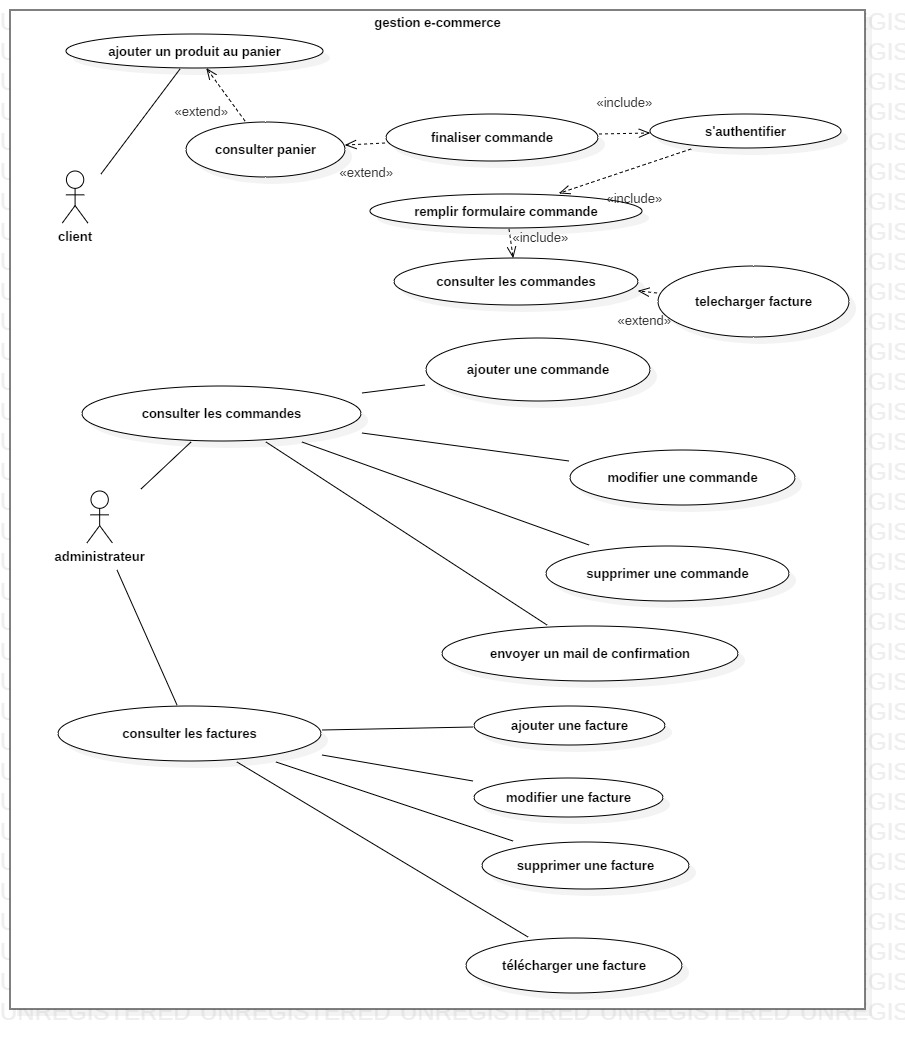 gestion e-commerce
ajouter un produit au panier
«extend»
«include»
consulter panier
finaliser commande
s'authentifier
«extend»
client
remplir formulaire commande
«include»
«include»
consulter les commandes
telecharger facture
«extend»
ajouter une commande
consulter les commandes
modifier une commande
administrateur
supprimer une commande
envoyer un mail de confirmation
consulter les factures
ajouter une facture
modifier une facture
supprimer une facture
télécharger une facture
UNREGISTERED UNREGISTERED UNREGISTERED UNREGISTERED UNRE